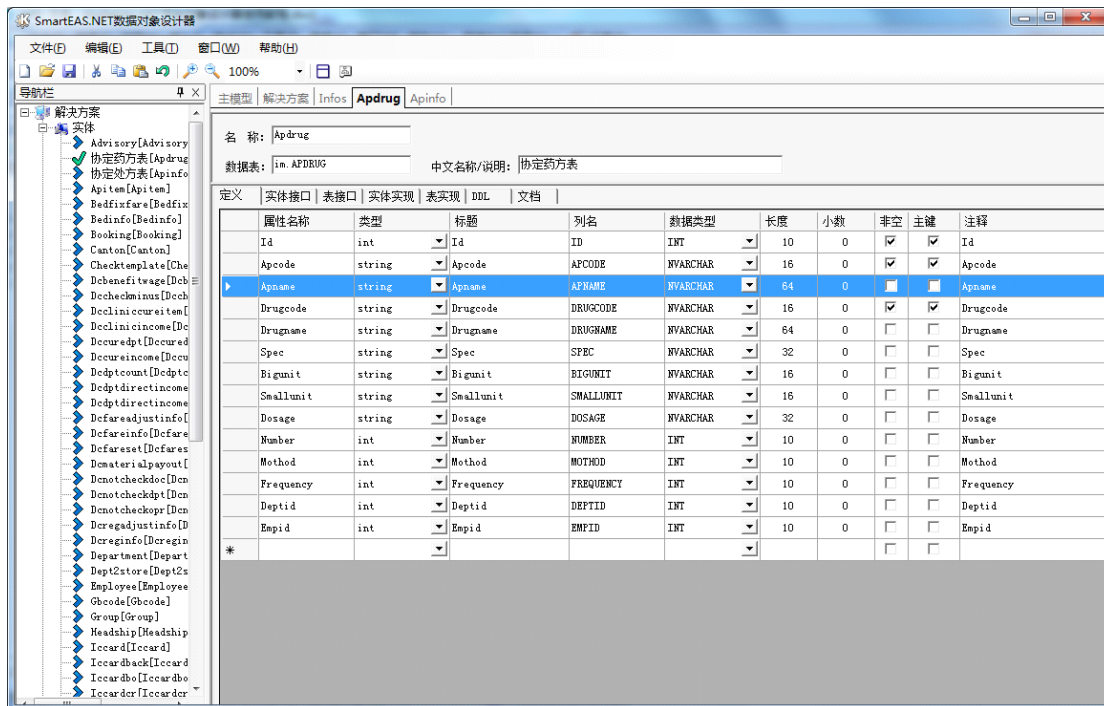 SmartEAS.NET数据对象设计器
文件(F) 编辑(E) 工具(T) 窗口(W) 帮助(H)
100%
导航栏
主模型 解决方案 Infos Apdrug Apinfo
解决方案
实体
Advisory[Advisory
协定药方表[Apdrug
协定处方表[Apinfo
Apitem[Apitem]
Bedfixfare[Bedfix
Bedinfo[Bedinfo]
Booking[Booking]
Canton[Canton]
Checktemplate[Che
Dcbenefitwage[Dcb
Dccheckminus[Dcch
Dccliniccureitem[
Dcclinicincome[Dc
Dccuredpt[Dccured
Dccureincome[Dccu
Dcdptcount[Dcdptc
Dcdptdirectincome
Dcdptdirectincome
Dcfareadjustinfo[
Dcfareinfo[Dcfare
Dcfareset[Dcfares
Dcmaterialpayout[
Dcnotcheckdoc[Dcn
Dcnotcheckdpt[Dcn
Dcnotcheckopr[Dcn
Dcregadjustinfo[D
Dcreginfo[Dcregin
Department[Depart
Dept2store[Dept2s
Employee[Employee
Gbcode[Gbcode]
Group[Group]
Headship[Headship
Iccard[Iccard]
Iccardback[Iccard
Iccardbo[Iccardbo
Iccardcr[Iccardcr
名 称: Apdrug
数据表: im.APDRUG 中文名称/说明: 协定药方表
定义 实体接口 表接口 实体实现 表实现 DDL 文档
属性名称 类型 标题 列名 数据类型 长度 小数 非空 主键 注释
Id int Id ID INT 10 0 Id
Apcode string Apcode APCODE NVARCHAR 16 0 Apcode
Apname string Apname APNAME NVARCHAR 64 0 Apname
Drugcode string Drugcode DRUGCODE NVARCHAR 16 0 Drugcode
Drugname string Drugname DRUGNAME NVARCHAR 64 0 Drugname
Spec string Spec SPEC NVARCHAR 32 0 Spec
Bigunit string Bigunit BIGUNIT NVARCHAR 16 0 Bigunit
Smallunit string Smallunit SMALLUNIT NVARCHAR 16 0 Smallunit
Dosage string Dosage DOSAGE NVARCHAR 32 0 Dosage
Number int Number NUMBER INT 10 0 Number
Mothod int Mothod MOTHOD INT 10 0 Mothod
Frequency int Frequency FREQUENCY INT 10 0 Frequency
Deptid int Deptid DEPTID INT 10 0 Deptid
Empid int Empid EMPID INT 10 0 Empid